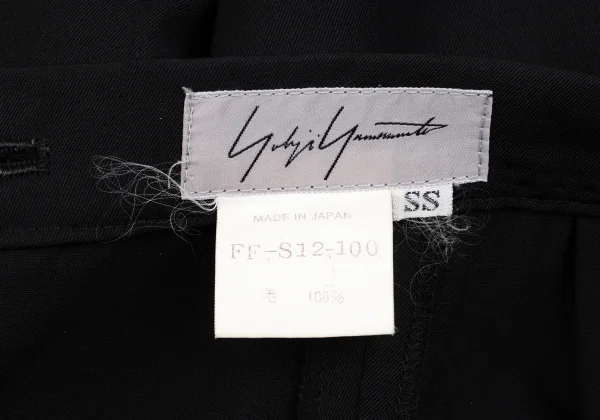 Yohji Yamamoto
SS
MADE IN JAPAN
FF-S12-100
毛 100%